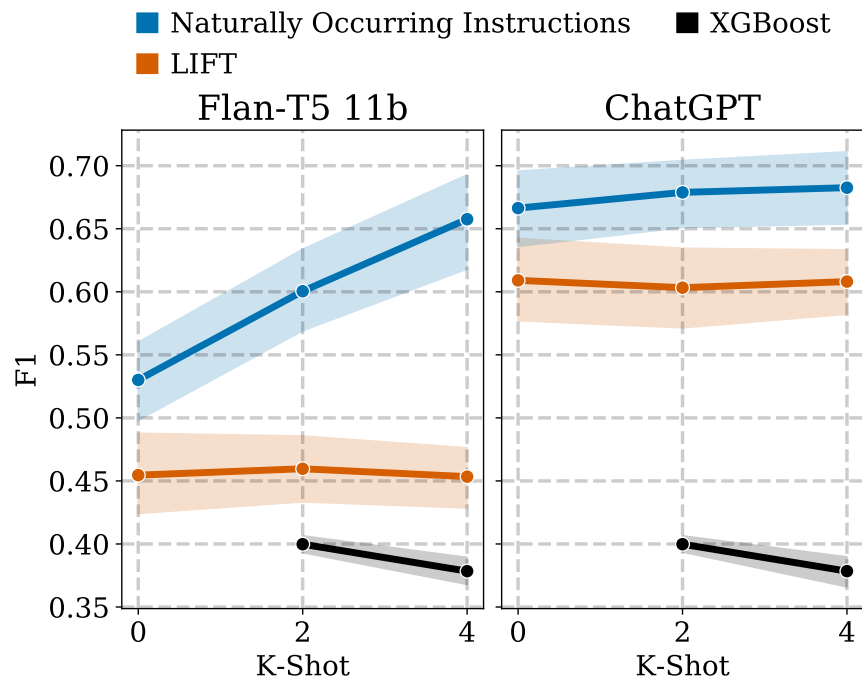 Naturally Occurring Instructions XGBoost
LIFT
Flan-T5 11b ChatGPT
0.70
0.65
0.60
0.55
0.50
0.45
0.40
0.35
F1
0 2 4 0 2 4
K-Shot K-Shot